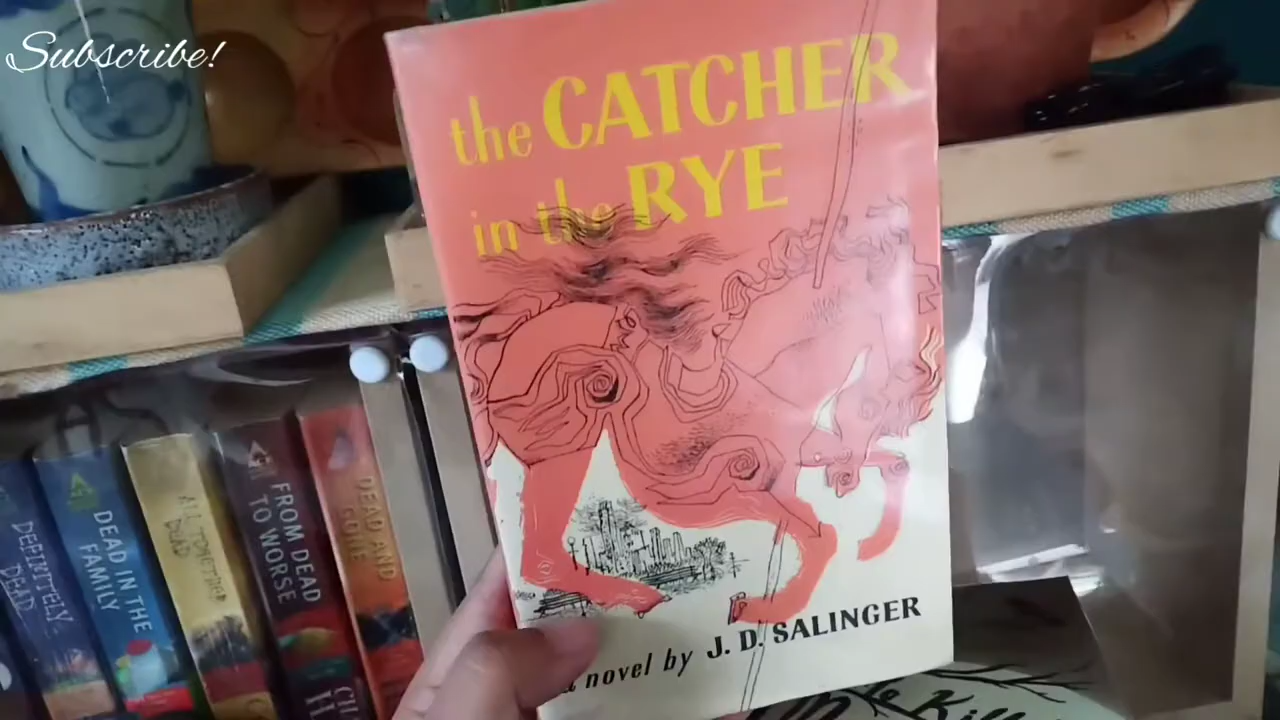 Subscribe!
the CATCHER
in the RYE
a novel by J. D. SALINGER
DEFINITELY
DEAD
DEAD IN THE
FAMILY
ALL TOGETHER
DEAD
FROM DEAD
TO WORSE
DEAD AND
GONE